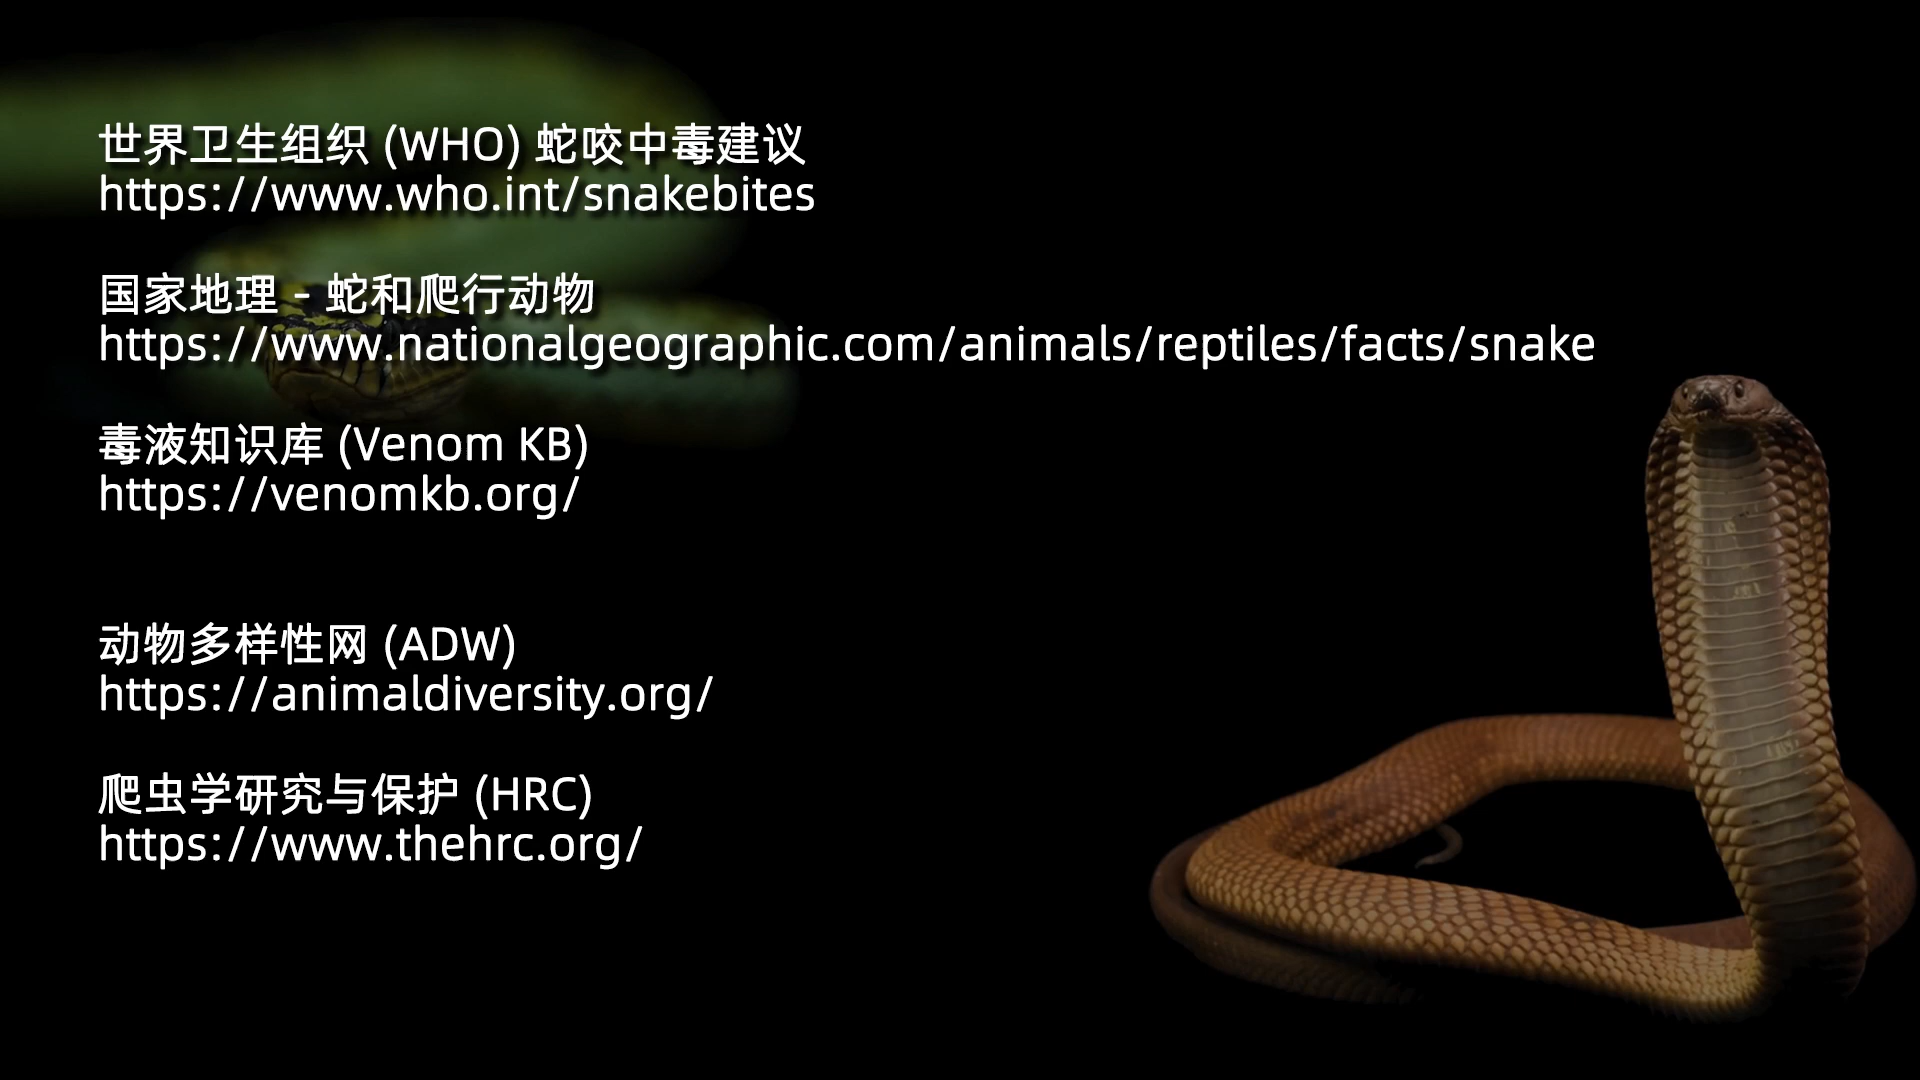 世界卫生组织 (WHO) 蛇咬中毒建议
https://www.who.int/snakebites
国家地理 - 蛇和爬行动物
https://www.nationalgeographic.com/animals/reptiles/facts/snake
毒液知识库 (Venom KB)
https://venomkb.org/
动物多样性网 (ADW)
https://animaldiversity.org/
爬虫学研究与保护 (HRC)
https://www.thehrc.org/